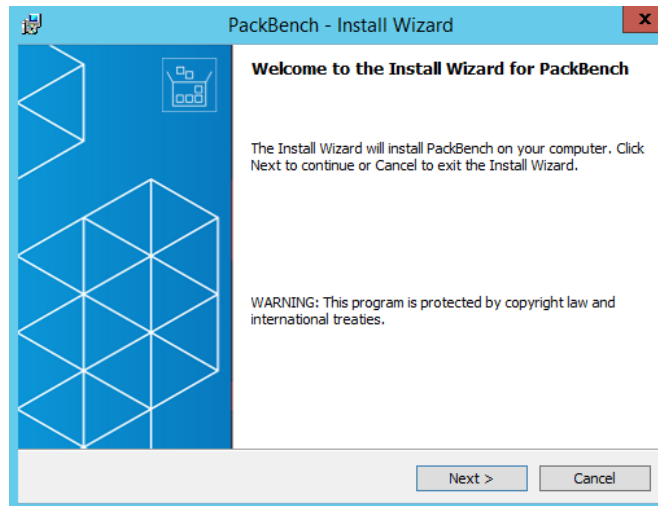 PackBench - Install Wizard
x
Welcome to the Install Wizard for PackBench
The Install Wizard will install PackBench on your computer. Click
Next to continue or Cancel to exit the Install Wizard.
WARNING: This program is protected by copyright law and
international treaties.
Next >
Cancel